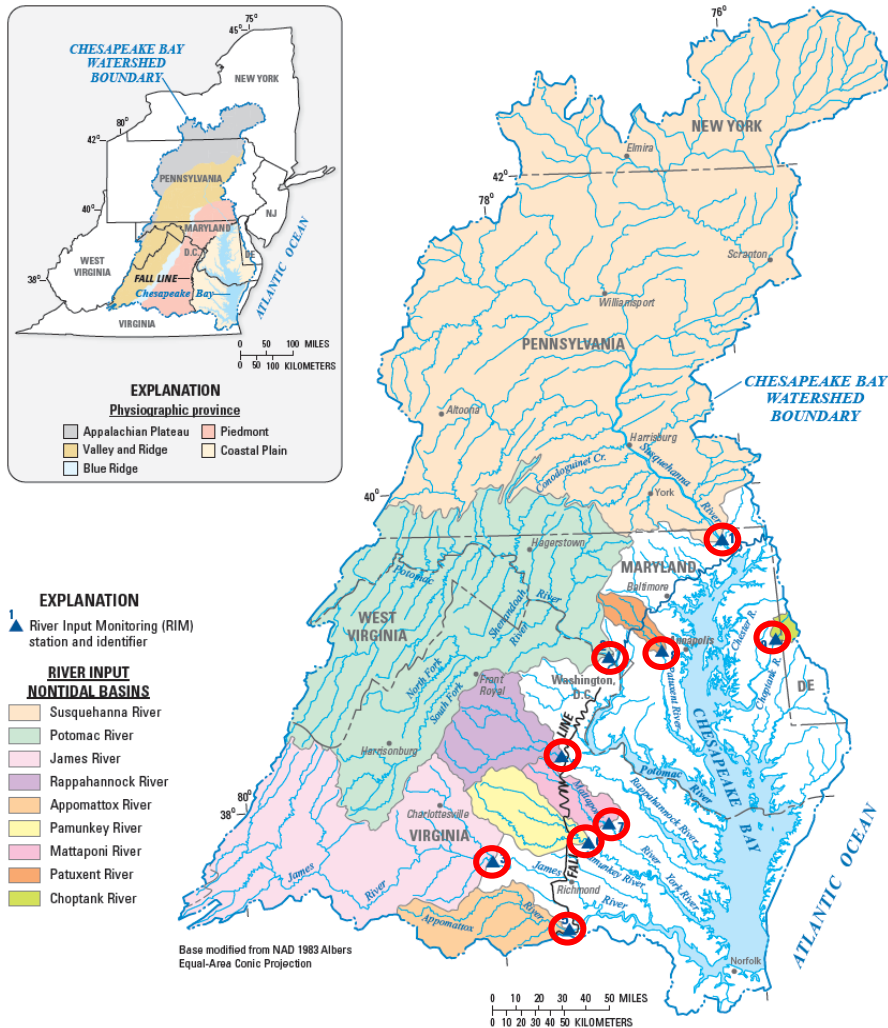 75°
45°
CHESAPEAKE BAY
WATERSHED
BOUNDARY
NEW YORK
80°
42°
PENNSYLVANIA
40°
NJ
MARYLAND
D.C.
DE
WEST
VIRGINIA
38°
FALL LINE
Chesapeake Bay
VIRGINIA
ATLANTIC OCEAN
0 50 100 MILES
0 50 100 KILOMETERS
EXPLANATION
Physiographic province
Appalachian Plateau
Piedmont
Valley and Ridge
Coastal Plain
Blue Ridge
76°
NEW YORK
Elmira
42°
78°
Scranton
Williamsport
PENNSYLVANIA
CHESAPEAKE BAY
WATERSHED
BOUNDARY
Altoona
Harrisburg
Susquehanna
River
Conodoguinet Cr.
York
40°
1
Hagerstown
MARYLAND
Baltimore
Potomac
River
WEST
VIRGINIA
Shenandoah
River
North Fork
South Fork
Front
Royal
Washington,
D.C.
Annapolis
Patuxent River
Chester R.
Choptank R.
DE
Harrisonburg
FALL
LINE
Potomac
River
CHESAPEAKE
BAY
80°
38°
Charlottesville
VIRGINIA
Mattaponi
7
Rappahannock River
3
James
River
James
River
Pamunkey River
York River
River
Richmond
Appomattox
River
5
Norfolk
ATLANTIC OCEAN
EXPLANATION
1
River Input Monitoring (RIM)
station and identifier
RIVER INPUT
NONTIDAL BASINS
Susquehanna River
Potomac River
James River
Rappahannock River
Appomattox River
Pamunkey River
Mattaponi River
Patuxent River
Choptank River
Base modified from NAD 1983 Albers
Equal-Area Conic Projection
0 10 20 30 40 50 MILES
0 10 20 30 40 50 KILOMETERS